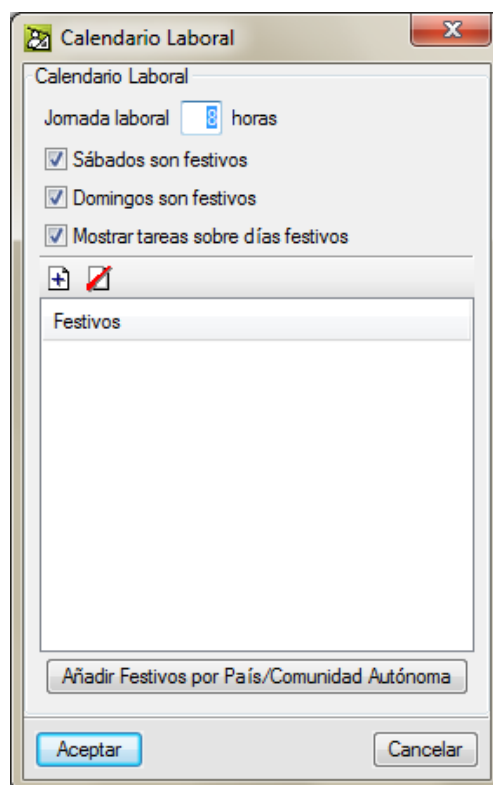 Calendario Laboral
Calendario Laboral
Jornada laboral 8 horas
Sábados son festivos
Domingos son festivos
Mostrar tareas sobre días festivos
Festivos
Añadir Festivos por País/Comunidad Autónoma
Aceptar Cancelar